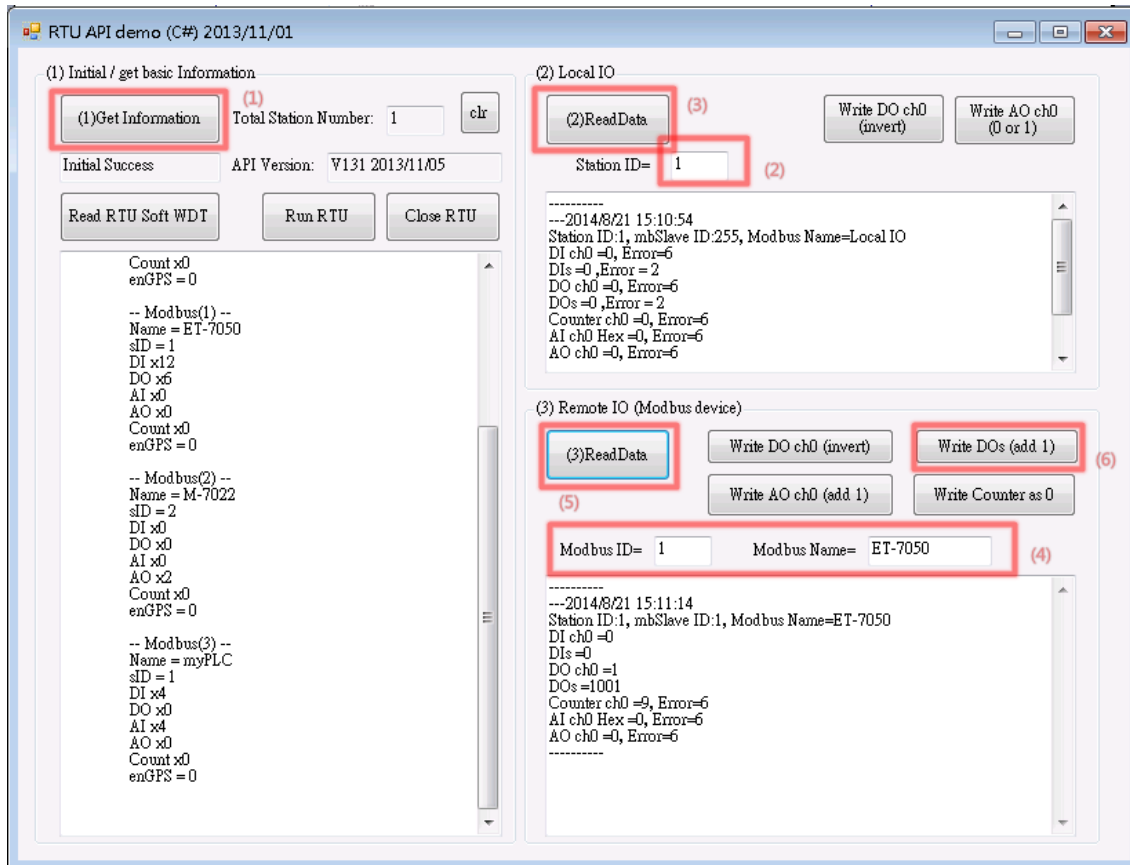 RTU API demo (C#) 2013/11/01
(1) Initial / get basic Information
(1)
(1)Get Information
Total Station Number: 1
clr
Initial Success
API Version: V131 2013/11/05
Read RTU Soft WDT
Run RTU
Close RTU
Count x0
enGPS = 0
-- Modbus(1) --
Name = ET-7050
sID = 1
DI x12
DO x6
AI x0
AO x0
Count x0
enGPS = 0
-- Modbus(2) --
Name = M-7022
sID = 2
DI x0
DO x0
AI x0
AO x2
Count x0
enGPS = 0
-- Modbus(3) --
Name = myPLC
sID = 1
DI x4
DO x0
AI x4
AO x0
Count x0
enGPS = 0
(2) Local IO
(2)ReadData
(3)
Write DO ch0
(invert)
Write AO ch0
(0 or 1)
Station ID= 1
(2)
----------
---2014/8/21 15:10:54
Station ID:1, mbSlave ID:255, Modbus Name=Local IO
DI ch0 =0, Error=6
DIs =0 ,Error = 2
DO ch0 =0, Error=6
DOs =0 ,Error = 2
Counter ch0 =0, Error=6
AI ch0 Hex =0, Error=6
AO ch0 =0, Error=6
(3) Remote IO (Modbus device)
(3)ReadData
(5)
Write DO ch0 (invert)
Write DOs (add 1)
(6)
Write AO ch0 (add 1)
Write Counter as 0
Modbus ID= 1
Modbus Name= ET-7050
(4)
----------
---2014/8/21 15:11:14
Station ID:1, mbSlave ID:1, Modbus Name=ET-7050
DI ch0 =0
DIs =0
DO ch0 =1
DOs =1001
Counter ch0 =9, Error=6
AI ch0 Hex =0, Error=6
AO ch0 =0, Error=6
----------